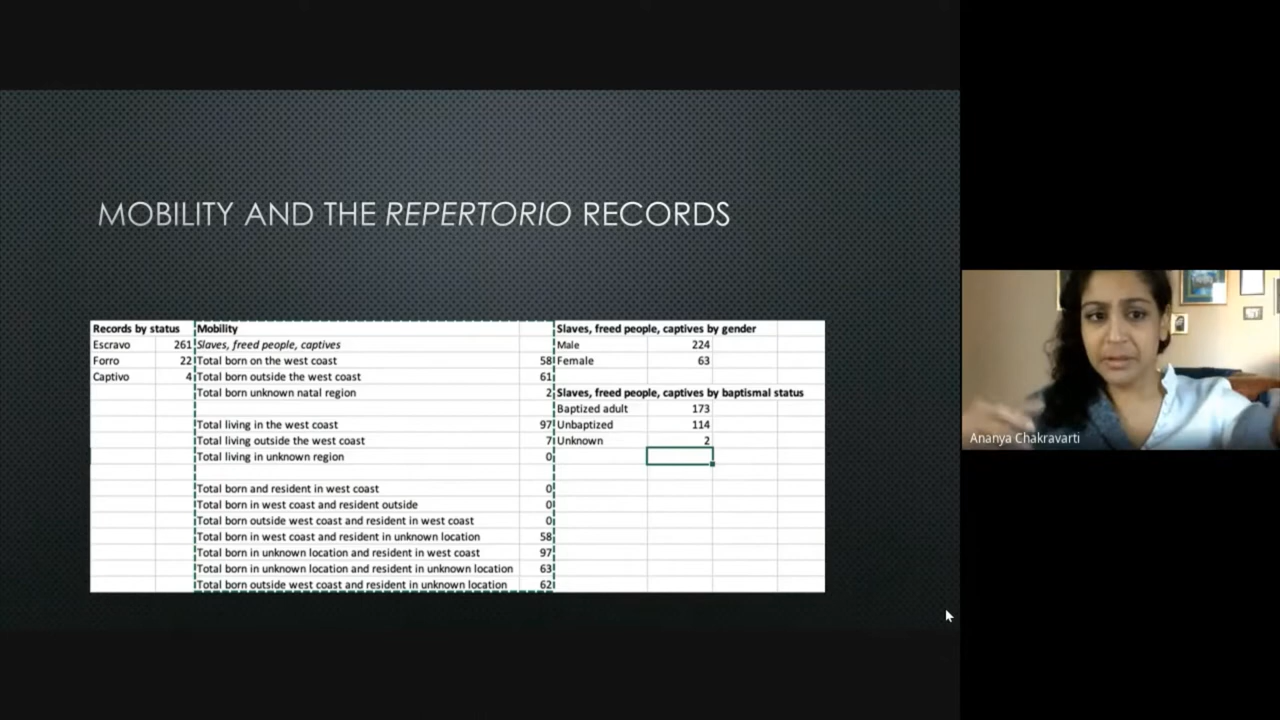 MOBILITY AND THE REPERTORIO RECORDS
Records by status Mobility Slaves, freed people, captives by gender
Escravo 261 Slaves, freed people, captives Male 224
Forro 22 Total born on the west coast 58 Female 63
Captivo 4 Total born outside the west coast 61
Total born unknown natal region 2 Slaves, freed people, captives by baptismal status
Baptized adult 173
Total living in the west coast 97 Unbaptized 114
Total living outside the west coast 7 Unknown 2
Total living in unknown region 0
Total born and resident in west coast 0
Total born in west coast and resident outside 0
Total born outside west coast and resident in west coast 0
Total born in west coast and resident in unknown location 58
Total born in unknown location and resident in west coast 97
Total born in unknown location and resident in unknown location 63
Total born outside west coast and resident in unknown location 62
Ananya Chakravarti